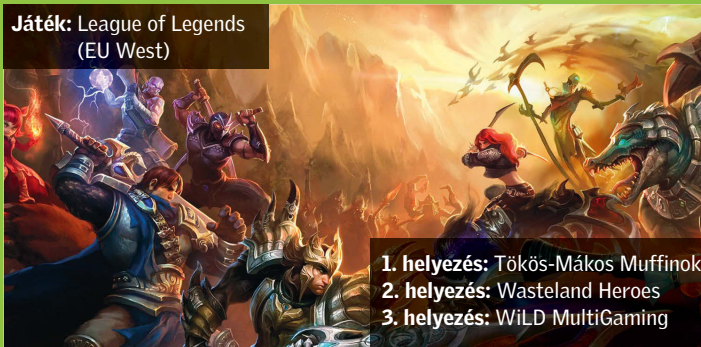 Játék: League of Legends
(EU West)
1. helyezés: Tökös-Mákos Muffinok
2. helyezés: Wasteland Heroes
3. helyezés: WiLD MultiGaming